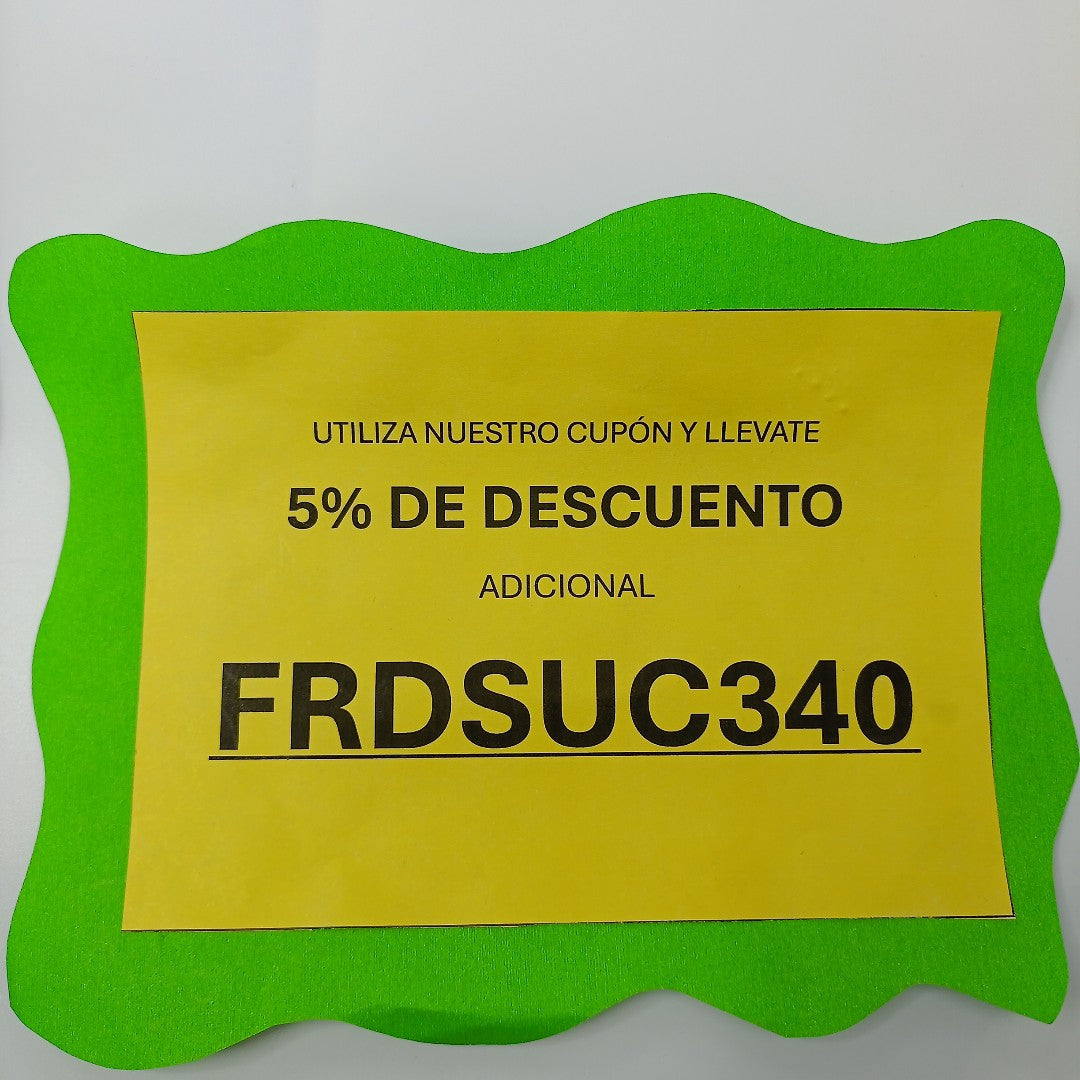 UTILIZA NUESTRO CUPÓN Y LLEVATE
5% DE DESCUENTO
ADICIONAL
FRDSUC340